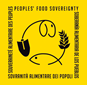 PEOPLES' FOOD SOVEREIGNTY
SOUVERAINETÉ ALIMENTAIRE DES PEUPLES
SOBERANÍA ALIMENTARIA DE LOS PUEBLOS
SOVRANITÀ ALIMENTARE DEI POPOLI